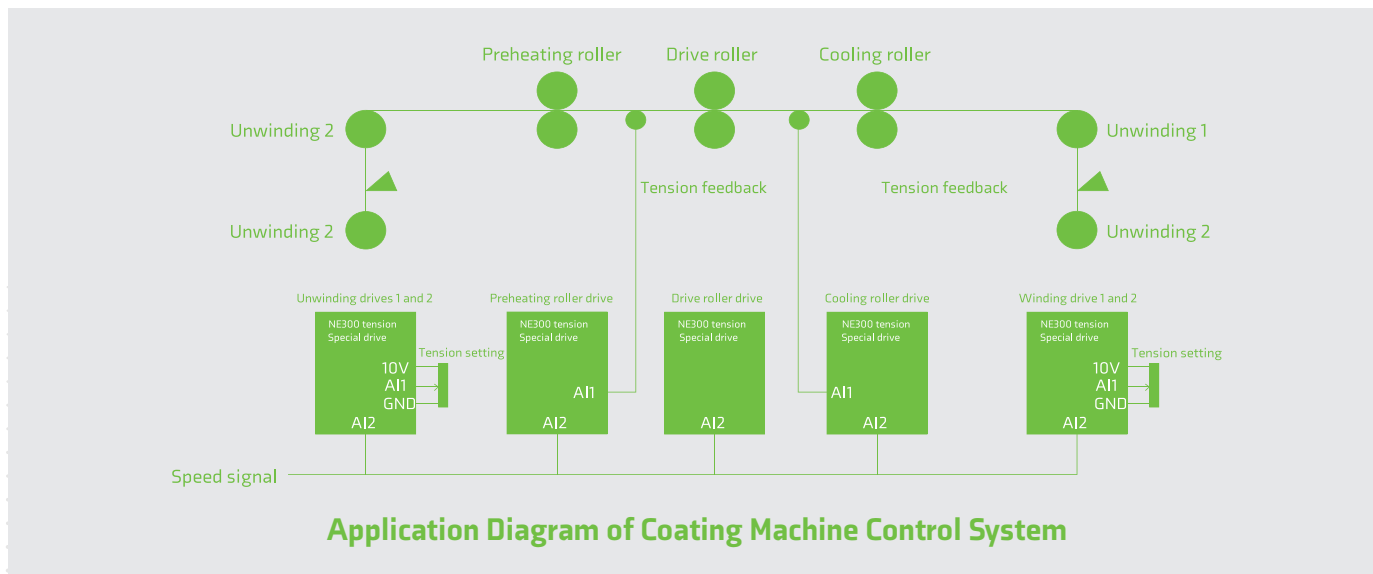 Preheating roller
Drive roller
Cooling roller
Unwinding 2
Unwinding 1
Tension feedback
Tension feedback
Unwinding 2
Unwinding 2
Unwinding drives 1 and 2
Preheating roller drive
Drive roller drive
Cooling roller drive
Winding drive 1 and 2
NE300 tension
Special drive
10V
AI1
GND
AI2
Tension setting
NE300 tension
Special drive
AI1
AI2
NE300 tension
Special drive
AI2
NE300 tension
Special drive
AI1
AI2
NE300 tension
Special drive
10V
AI1
GND
AI2
Tension setting
Speed signal
Application Diagram of Coating Machine Control System